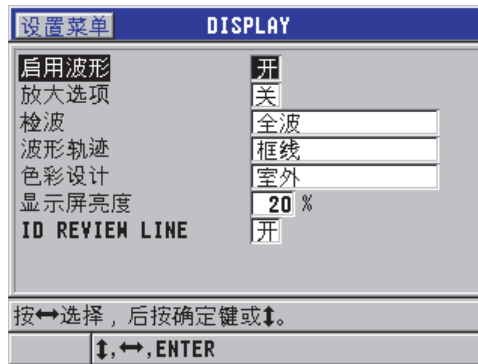 设置菜单 DISPLAY
启用波形 开
放大选项 关
检波 全波
波形轨迹 框线
色彩设计 室外
显示屏亮度 20 %
ID REVIEW LINE 开
按↔选择，后按确定键或↕。
↕,↔,ENTER